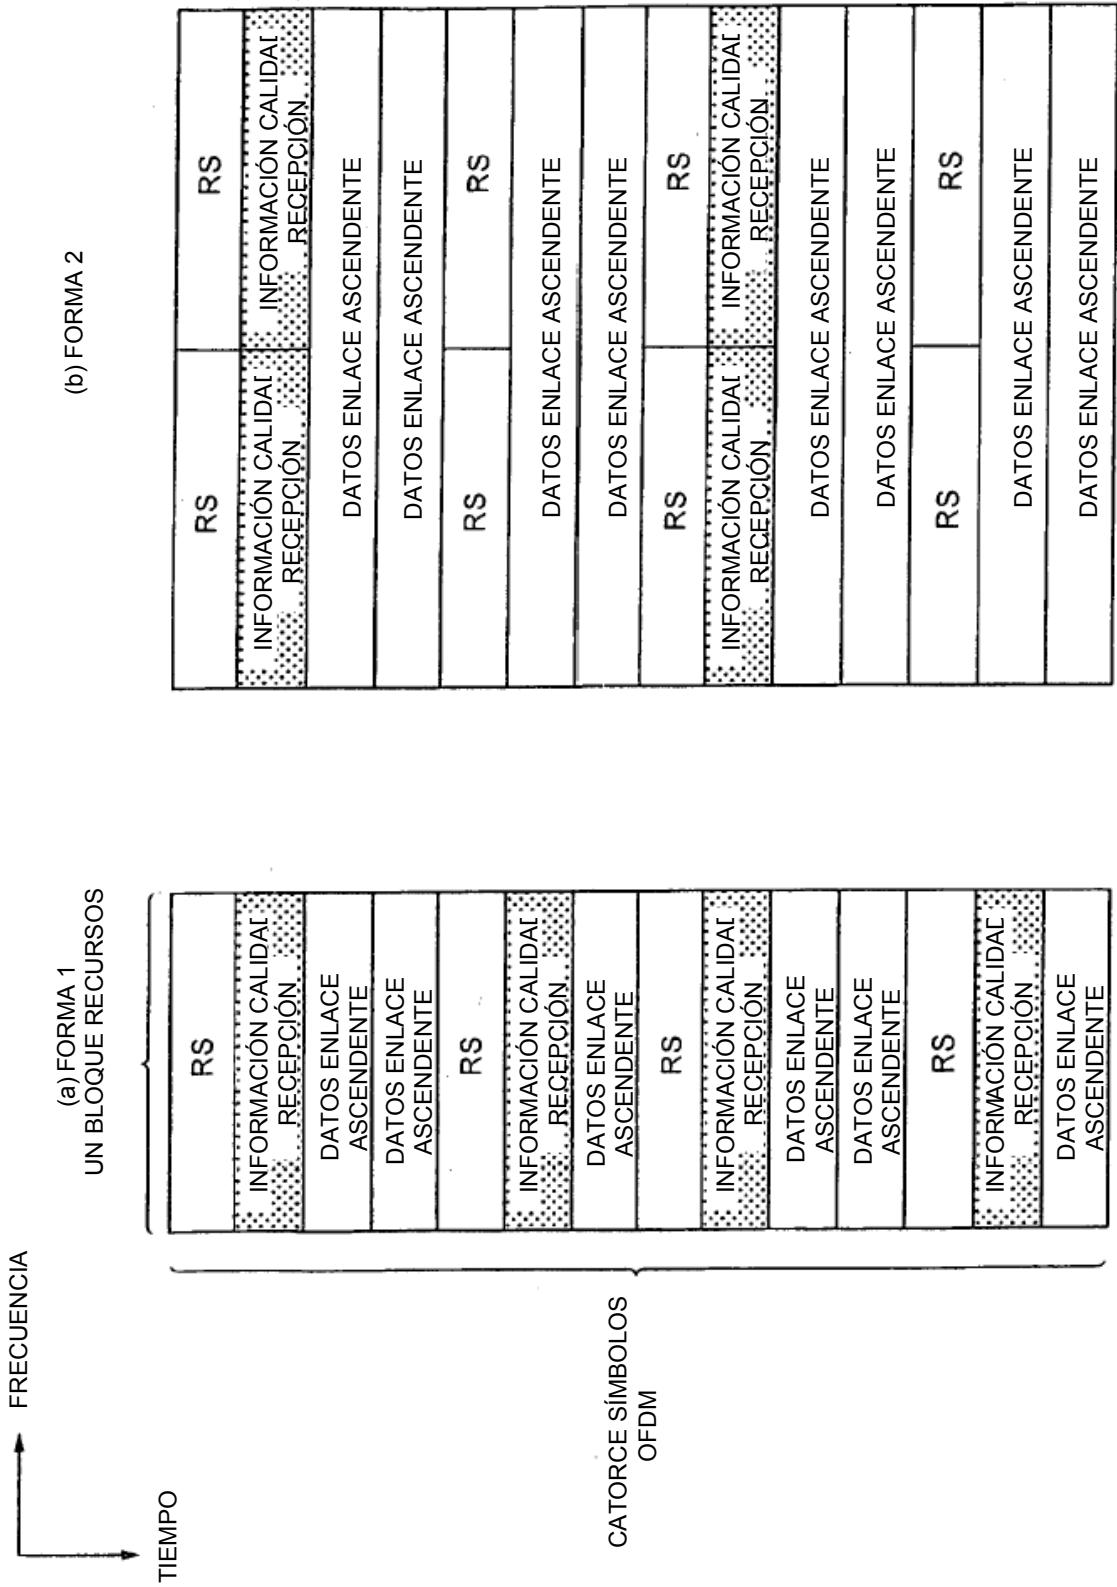 FRECUENCIA
TIEMPO
(a) FORMA 1
UN BLOQUE RECURSOS
CATORCE SÍMBOLOS
OFDM
RS
INFORMACIÓN CALIDAD
RECEPCIÓN
DATOS ENLACE
ASCENDENTE
DATOS ENLACE
ASCENDENTE
RS
INFORMACIÓN CALIDAD
RECEPCIÓN
DATOS ENLACE
ASCENDENTE
RS
INFORMACIÓN CALIDAD
RECEPCIÓN
DATOS ENLACE
ASCENDENTE
DATOS ENLACE
ASCENDENTE
RS
INFORMACIÓN CALIDAD
RECEPCIÓN
DATOS ENLACE
ASCENDENTE
(b) FORMA 2
RS RS
INFORMACIÓN CALIDAD INFORMACIÓN CALIDAD
RECEPCIÓN RECEPCIÓN
DATOS ENLACE ASCENDENTE
DATOS ENLACE ASCENDENTE
RS RS
DATOS ENLACE ASCENDENTE
DATOS ENLACE ASCENDENTE
RS RS
INFORMACIÓN CALIDAD INFORMACIÓN CALIDAD
RECEPCIÓN RECEPCIÓN
DATOS ENLACE ASCENDENTE
DATOS ENLACE ASCENDENTE
RS RS
DATOS ENLACE ASCENDENTE
DATOS ENLACE ASCENDENTE